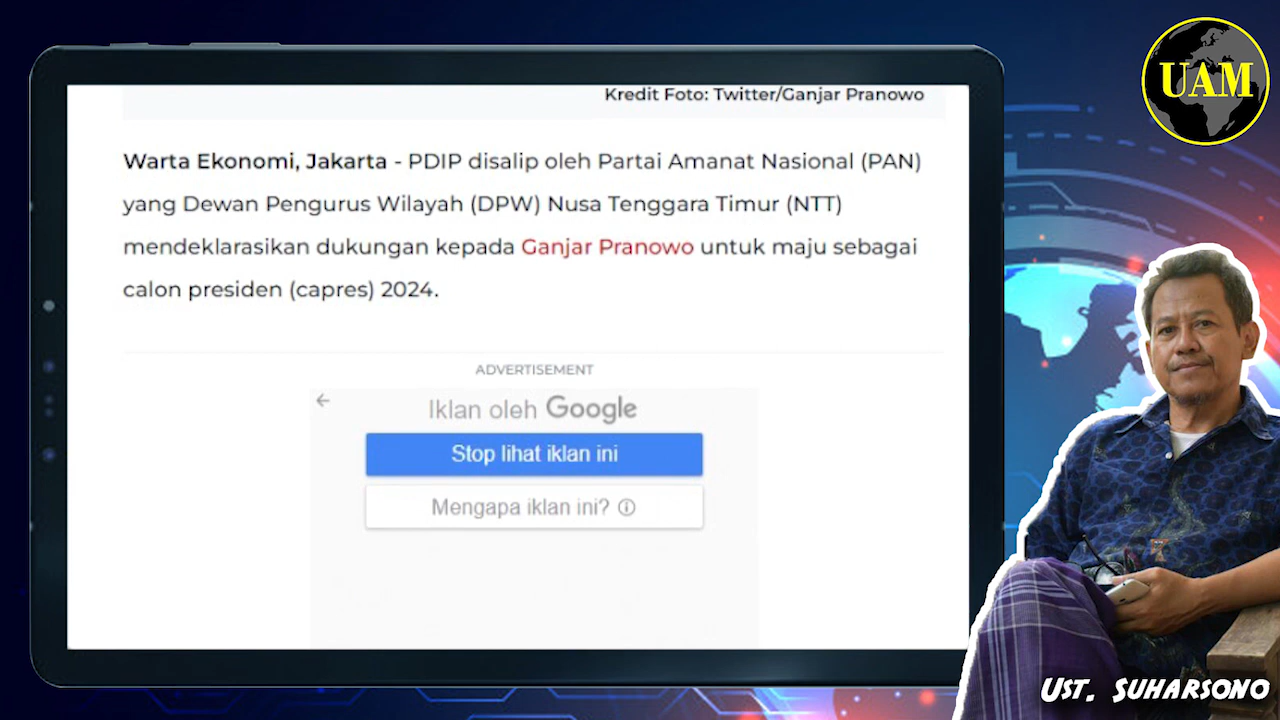 UAM
Kredit Foto: Twitter/Ganjar Pranowo
Warta Ekonomi, Jakarta - PDIP disalip oleh Partai Amanat Nasional (PAN)
yang Dewan Pengurus Wilayah (DPW) Nusa Tenggara Timur (NTT)
mendeklarasikan dukungan kepada Ganjar Pranowo untuk maju sebagai
calon presiden (capres) 2024.
ADVERTISEMENT
Iklan oleh Google
Stop lihat iklan ini
Mengapa iklan ini?
UST. SUHARSONO